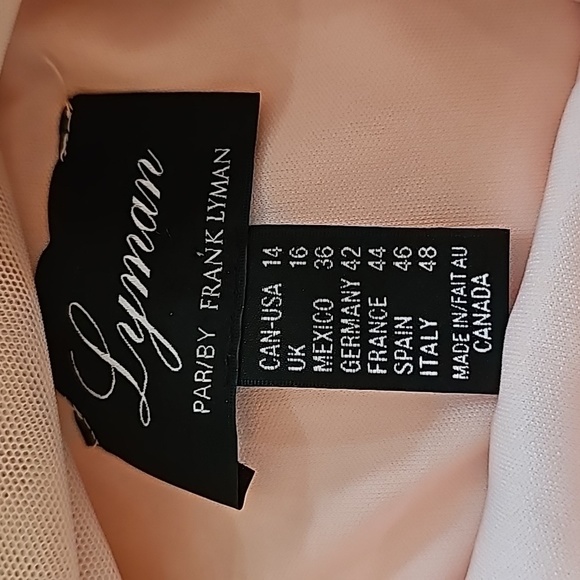 Lyman
PAR/BY FRANK LYMAN
CAN-USA 14
UK 16
MEXICO 36
GERMANY 42
FRANCE 44
SPAIN 46
ITALY 48
MADE IN/FAIT AU
CANADA